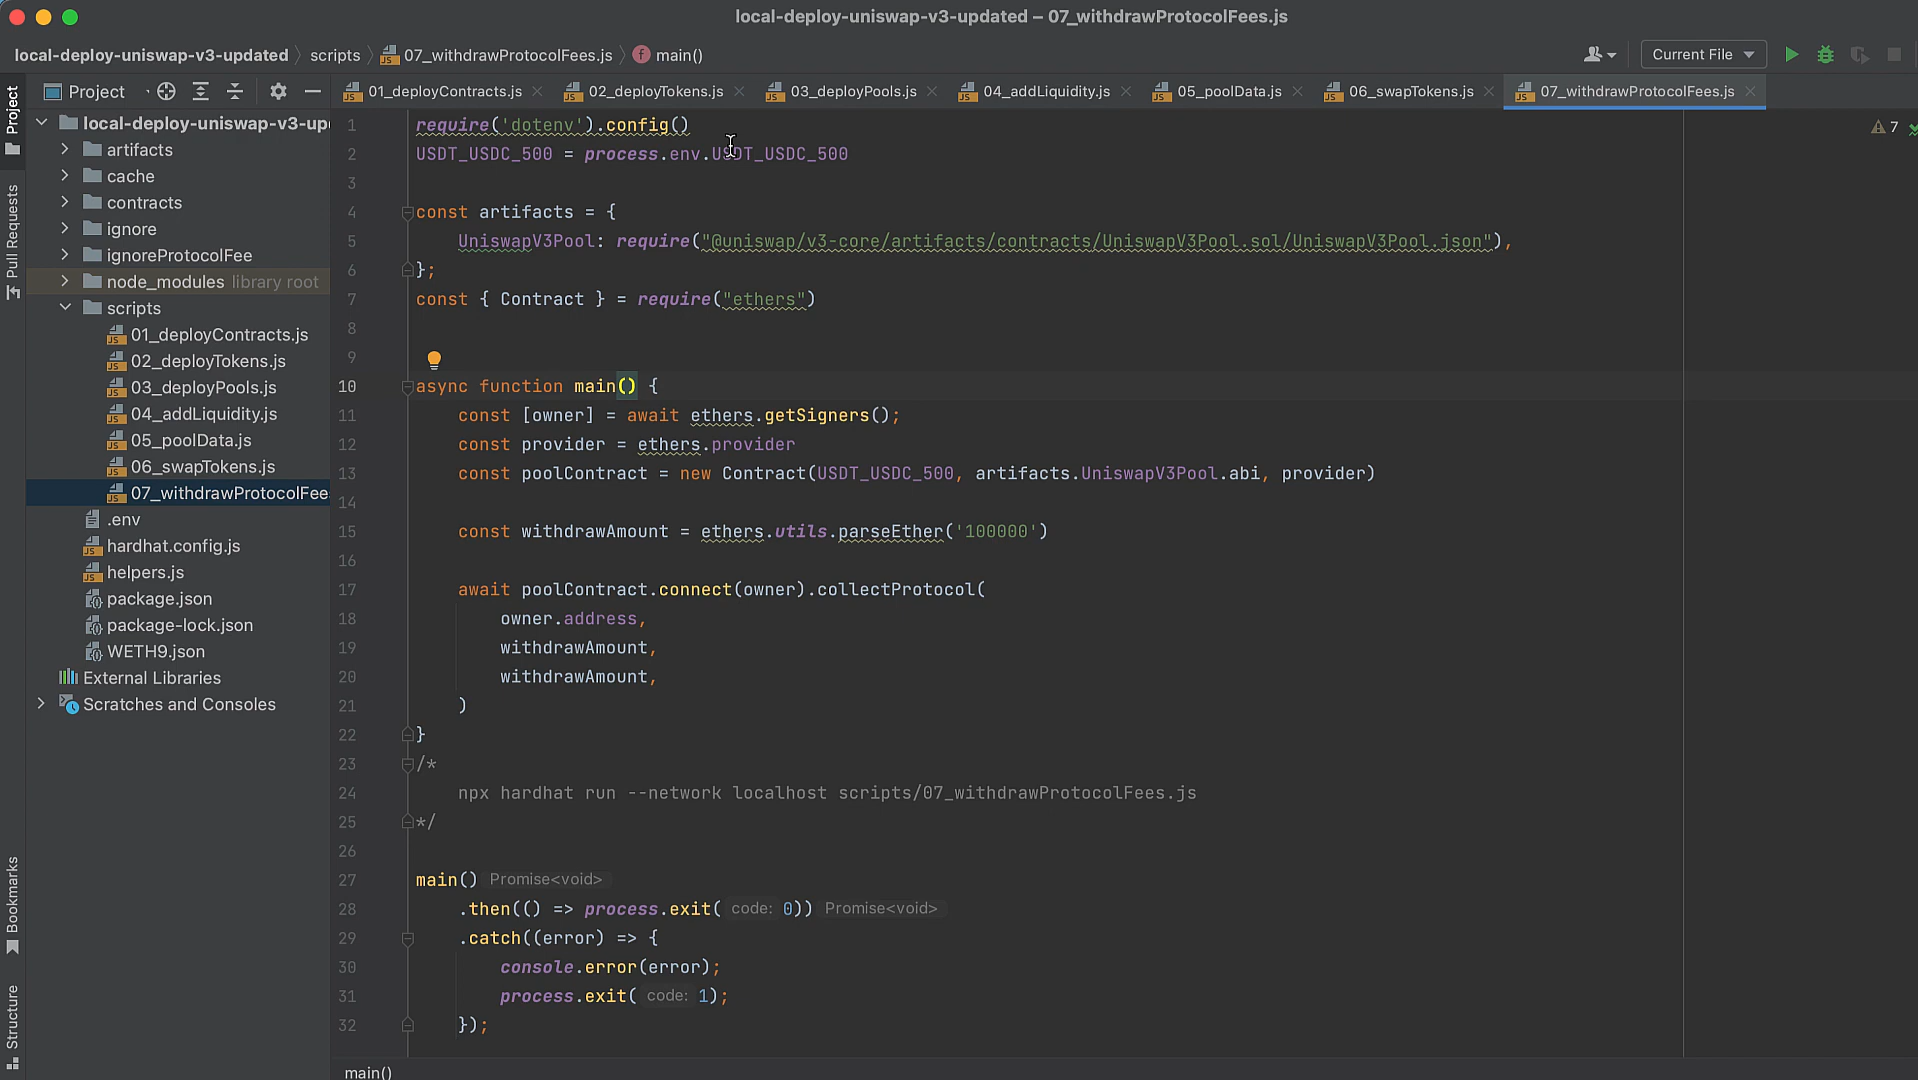 local-deploy-uniswap-v3-updated – 07_withdrawProtocolFees.js
local-deploy-uniswap-v3-updated scripts 07_withdrawProtocolFees.js main()
Current File
Project
01_deployContracts.js 02_deployTokens.js 03_deployPools.js 04_addLiquidity.js 05_poolData.js 06_swapTokens.js 07_withdrawProtocolFees.js
Project
Pull Requests
Bookmarks
Structure
local-deploy-uniswap-v3-up
artifacts
cache
contracts
ignore
ignoreProtocolFee
node_modules library root
scripts
01_deployContracts.js
02_deployTokens.js
03_deployPools.js
04_addLiquidity.js
05_poolData.js
06_swapTokens.js
07_withdrawProtocolFees
.env
hardhat.config.js
helpers.js
package.json
package-lock.json
WETH9.json
External Libraries
Scratches and Consoles
7
1 require('dotenv').config()
2 USDT_USDC_500 = process.env.USDT_USDC_500
3
4 const artifacts = {
5 UniswapV3Pool: require("@uniswap/v3-core/artifacts/contracts/UniswapV3Pool.sol/UniswapV3Pool.json"),
6 };
7 const { Contract } = require("ethers")
8
9
10 async function main() {
11 const [owner] = await ethers.getSigners();
12 const provider = ethers.provider
13 const poolContract = new Contract(USDT_USDC_500, artifacts.UniswapV3Pool.abi, provider)
14
15 const withdrawAmount = ethers.utils.parseEther('100000')
16
17 await poolContract.connect(owner).collectProtocol(
18 owner.address,
19 withdrawAmount,
20 withdrawAmount,
21 )
22 }
23 /*
24 npx hardhat run --network localhost scripts/07_withdrawProtocolFees.js
25 */
26
27 main() Promise<void>
28 .then(() => process.exit( code: 0)) Promise<void>
29 .catch((error) => {
30 console.error(error);
31 process.exit( code: 1);
32 });
main()